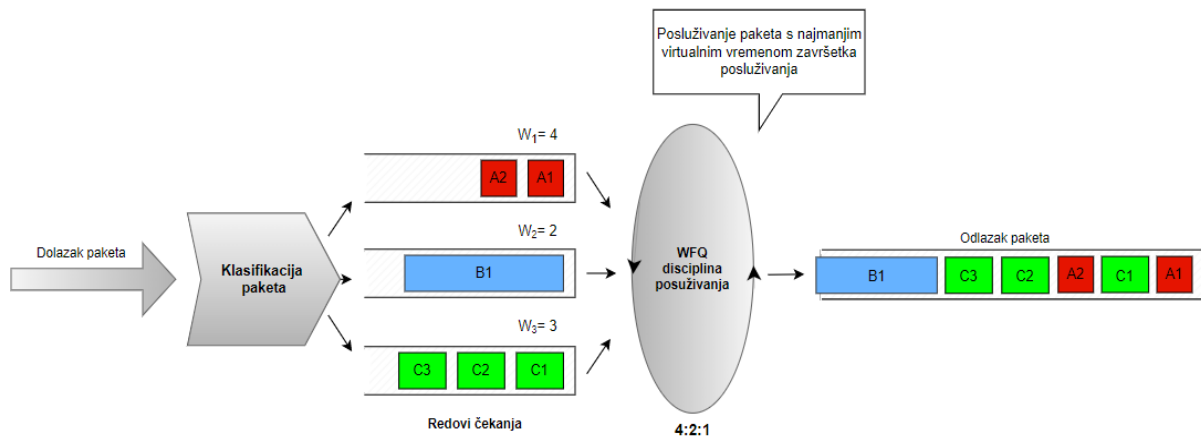 Posluživanje paketa s najmanjim
virtualnim vremenom završetka
posluživanja
W1= 4
A2 A1
Dolazak paketa
Klasifikacija
paketa
W2= 2
B1
W3= 3
C3 C2 C1
Redovi čekanja
WFQ
disciplina
posuživanja
4:2:1
Odlazak paketa
B1 C3 C2 A2 C1 A1